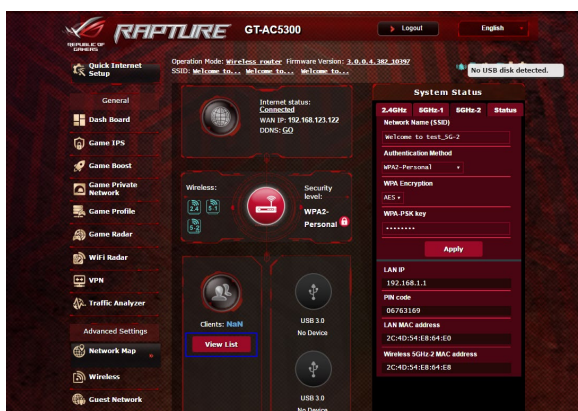 REPUBLIC OF
GAMERS
RAPTURE
GT-AC5300
Logout
English
Quick Internet
Setup
Operation Mode: Wireless router Firmware Version: 3.0.0.4.382_10397
SSID: Welcome to... Welcome to... Welcome to...
No USB disk detected.
General
Dash Board
Game IPS
Game Boost
Game Private
Network
Game Profile
Game Radar
WiFi Radar
VPN
Traffic Analyzer
Advanced Settings
Network Map
Wireless
Guest Network
Internet status:
Connected
WAN IP: 192.168.123.122
DDNS: GO
Wireless:
2.4
5-1
5-2
Security
level:
WPA2-
Personal
Clients: NaN
View List
USB 3.0
No Device
USB 3.0
No Device
System Status
2.4GHz 5GHz-1 5GHz-2 Status
Network Name (SSID)
Welcome to test_5G-2
Authentication Method
WPA2-Personal
WPA Encryption
AES
WPA-PSK key
••••••••
Apply
LAN IP
192.168.1.1
PIN code
06763169
LAN MAC address
2C:4D:54:E8:64:E0
Wireless 5GHz-2 MAC address
2C:4D:54:E8:64:E8